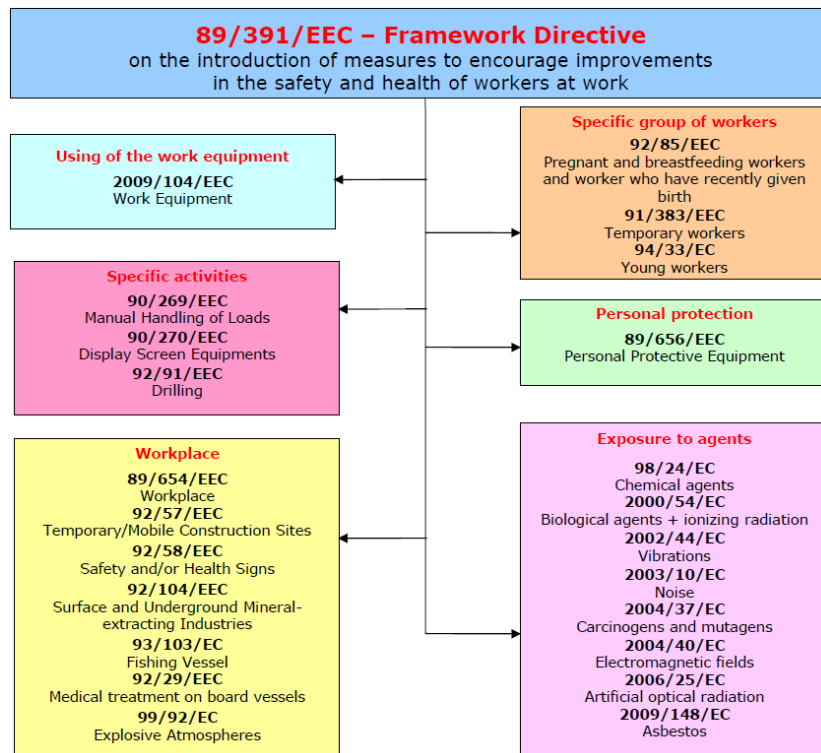 89/391/EEC – Framework Directive
on the introduction of measures to encourage improvements
in the safety and health of workers at work
Using of the work equipment
2009/104/EEC
Work Equipment
Specific group of workers
92/85/EEC
Pregnant and breastfeeding workers
and worker who have recently given
birth
91/383/EEC
Temporary workers
94/33/EC
Young workers
Specific activities
90/269/EEC
Manual Handling of Loads
90/270/EEC
Display Screen Equipments
92/91/EEC
Drilling
Personal protection
89/656/EEC
Personal Protective Equipment
Workplace
89/654/EEC
Workplace
92/57/EEC
Temporary/Mobile Construction Sites
92/58/EEC
Safety and/or Health Signs
92/104/EEC
Surface and Underground Mineral-
extracting Industries
93/103/EC
Fishing Vessel
92/29/EEC
Medical treatment on board vessels
99/92/EC
Explosive Atmospheres
Exposure to agents
98/24/EC
Chemical agents
2000/54/EC
Biological agents + ionizing radiation
2002/44/EC
Vibrations
2003/10/EC
Noise
2004/37/EC
Carcinogens and mutagens
2004/40/EC
Electromagnetic fields
2006/25/EC
Artificial optical radiation
2009/148/EC
Asbestos